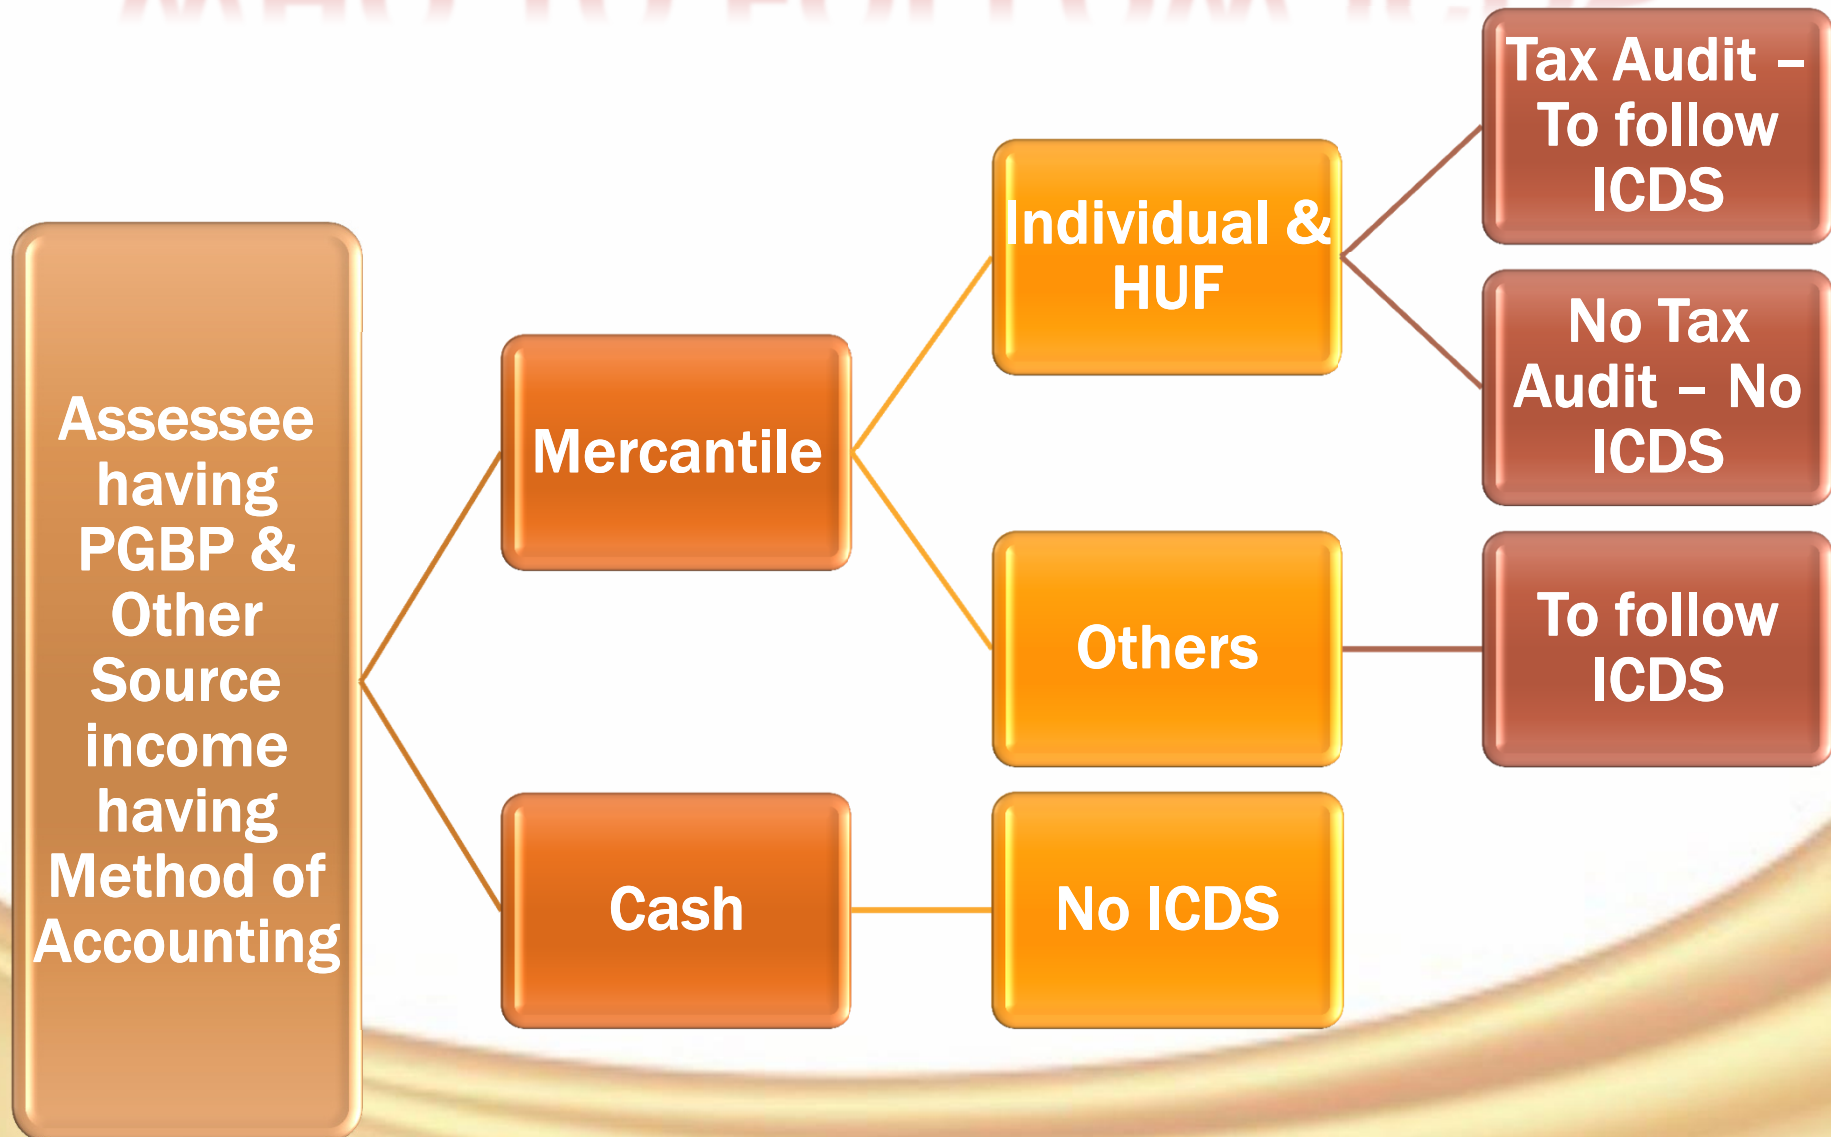 Assessee
having
PGBP &
Other
Source
income
having
Method of
Accounting
Mercantile
Individual &
HUF
Tax Audit –
To follow
ICDS
No Tax
Audit – No
ICDS
Others
To follow
ICDS
Cash
No ICDS